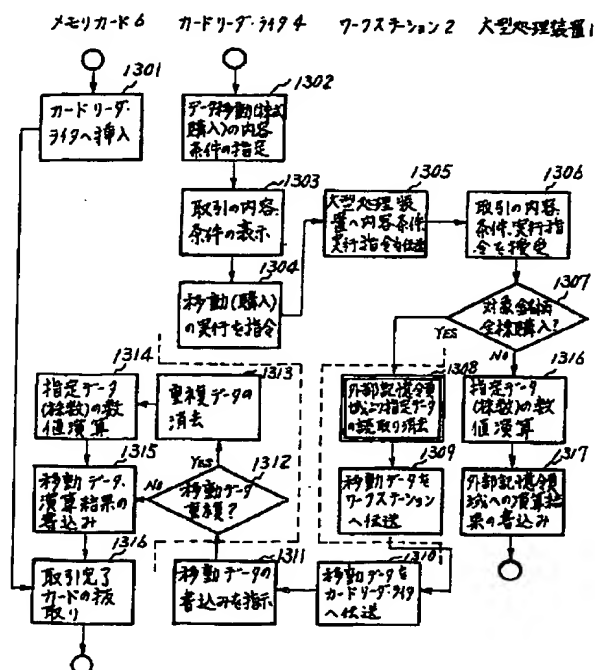 メモリカード6
カードリーダ・ライタ4
ワークステーション2
大型処理装置1
1301
カードリーダ・
ライタへ挿入
1302
データ移動(株式
購入)の内容
条件の指定
1303
取引の内容・
条件の表示
1304
移動(購入)
の実行を指令
1305
大型処理装
置へ内容、条件、
実行指令を伝送
1306
取引の内容、
条件、実行指
令を検更
1307
対象銘柄
全株購入?
YES
NO
1308
外部記憶領
域より指定データ
の読取り消去
1309
移動データを
ワークステーション
へ伝送
1310
移動データを
カードリーダ・ライタ
へ伝送
1311
移動データの
書込みを指示
1312
移動データ
重複?
YES
NO
1313
重複データの
消去
1314
指定データ
(株数)の数
値演算
1315
移動データ、
演算結果の
書込み
1316
取引完了
カードの抜
取り
1316
指定データ
(株数)の数
値演算
1317
外部記憶領
域への演算結
果の書込み